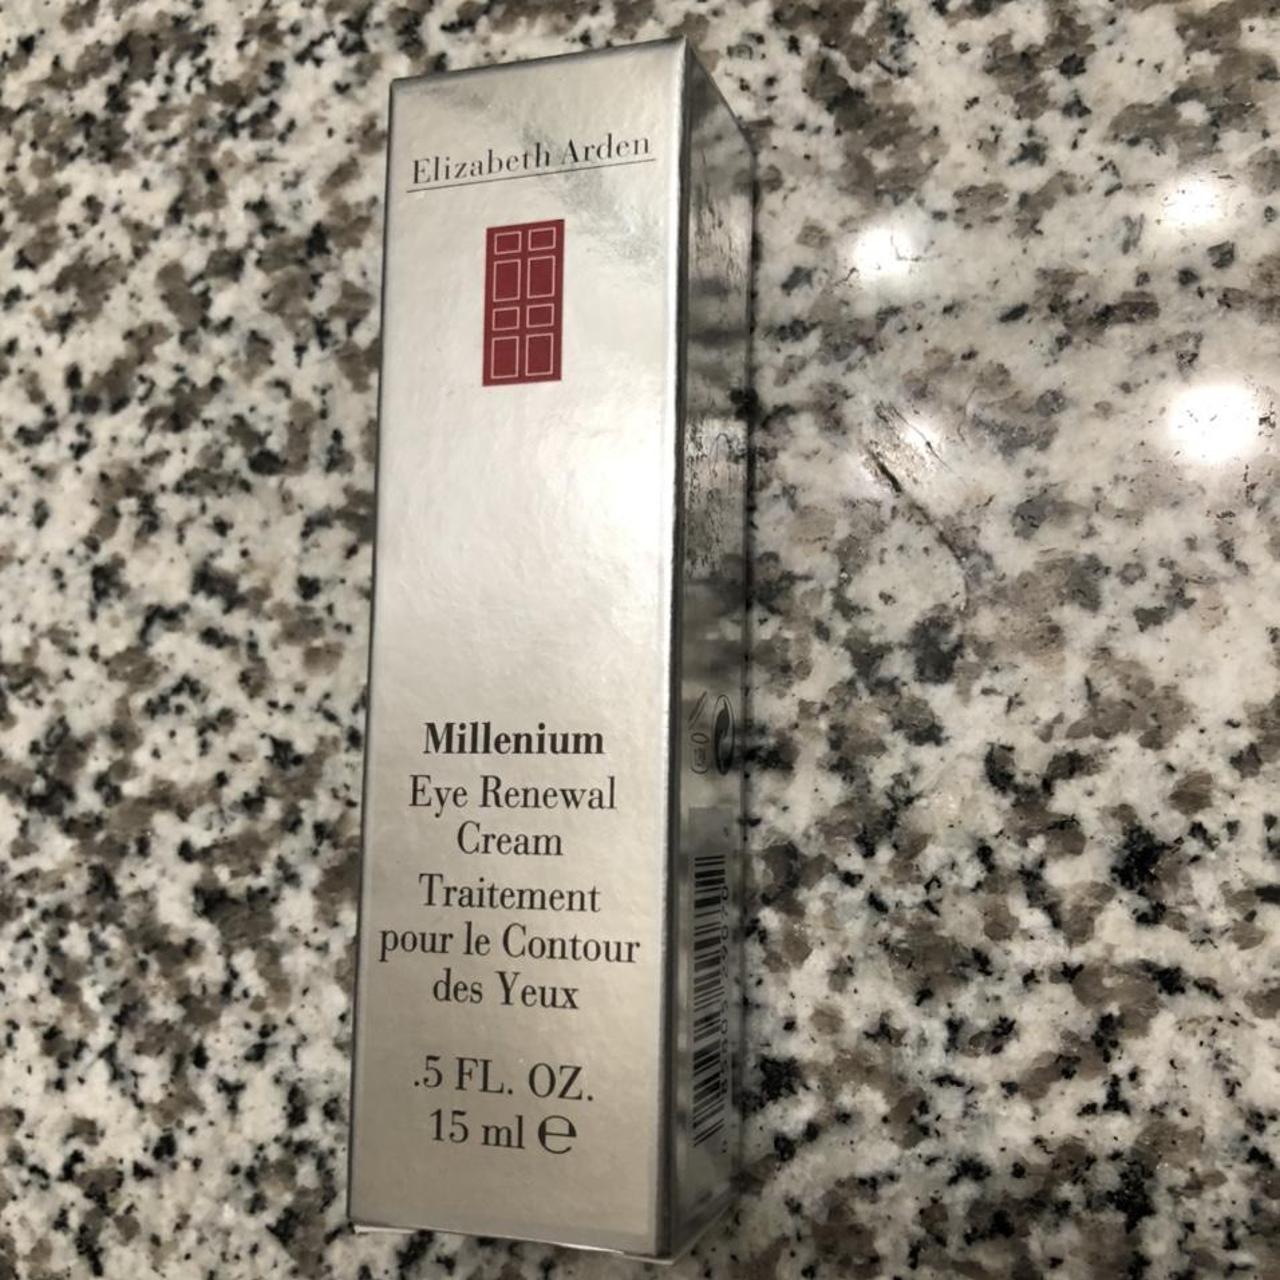 Elizabeth Arden
Millenium
Eye Renewal
Cream
Traitement
pour le Contour
des Yeux
.5 FL. OZ.
15 ml ℮